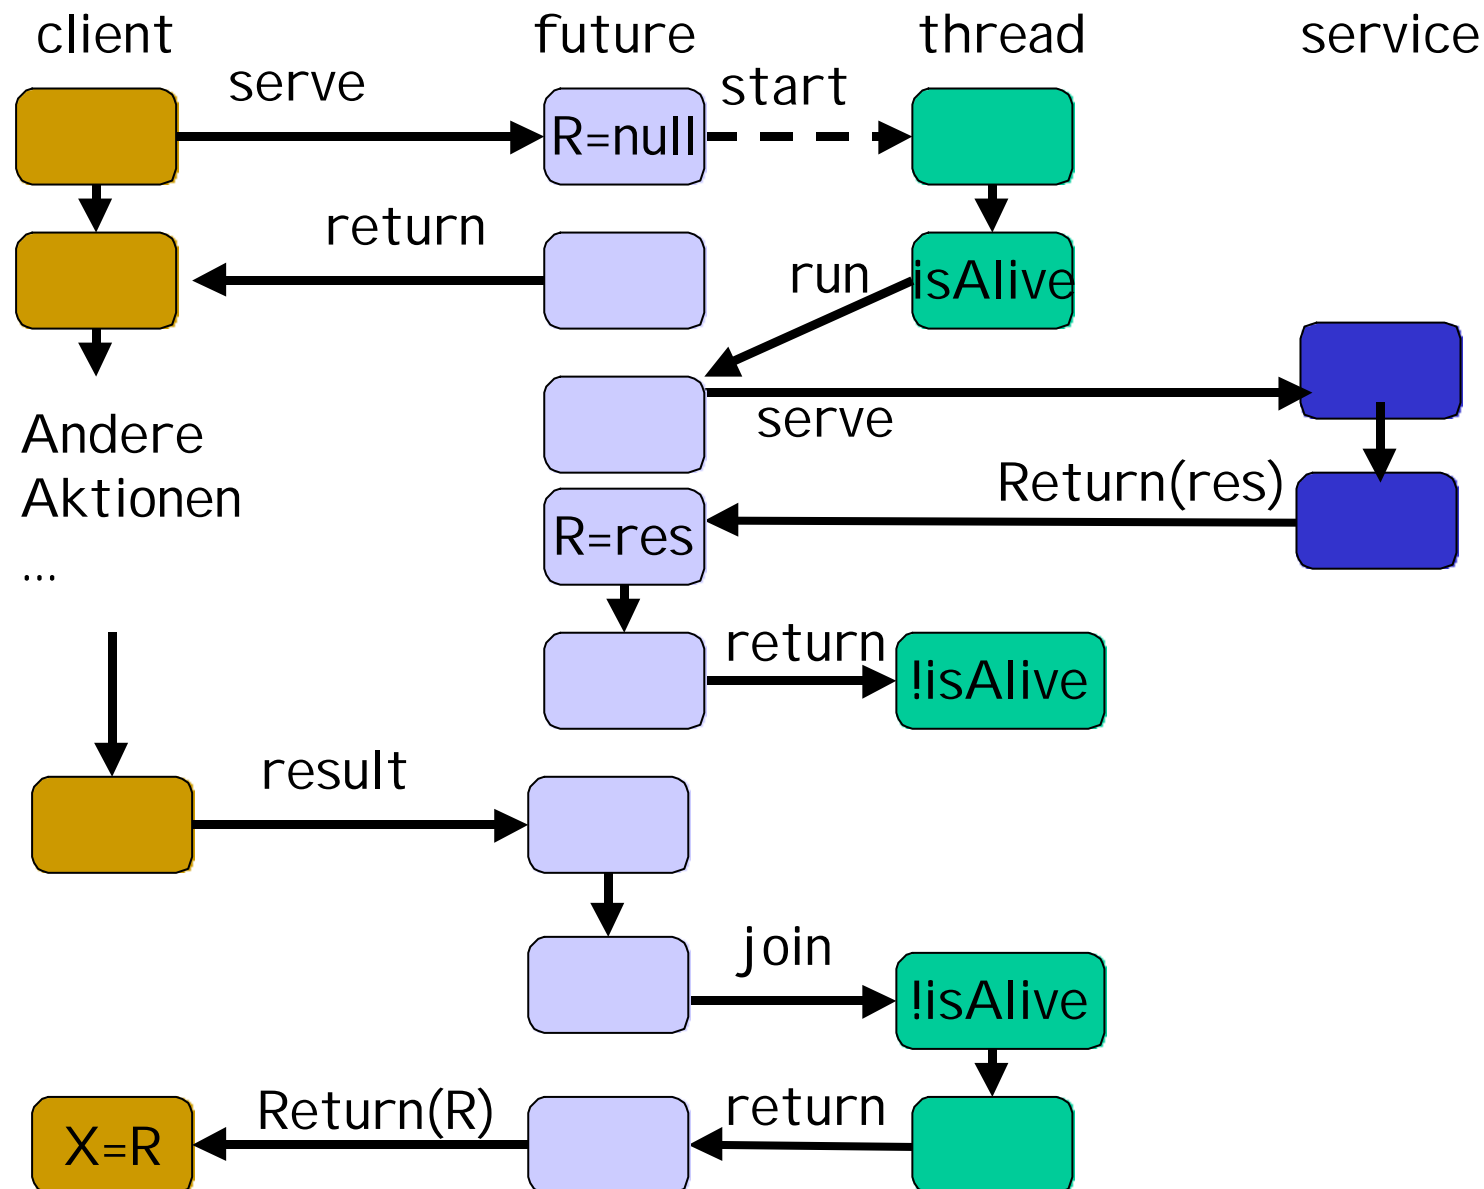 client
future
thread
service
serve
start
R=null
return
run
isAlive
serve
Andere
Aktionen
...
Return(res)
R=res
return
!isAlive
result
join
!isAlive
Return(R)
return
X=R